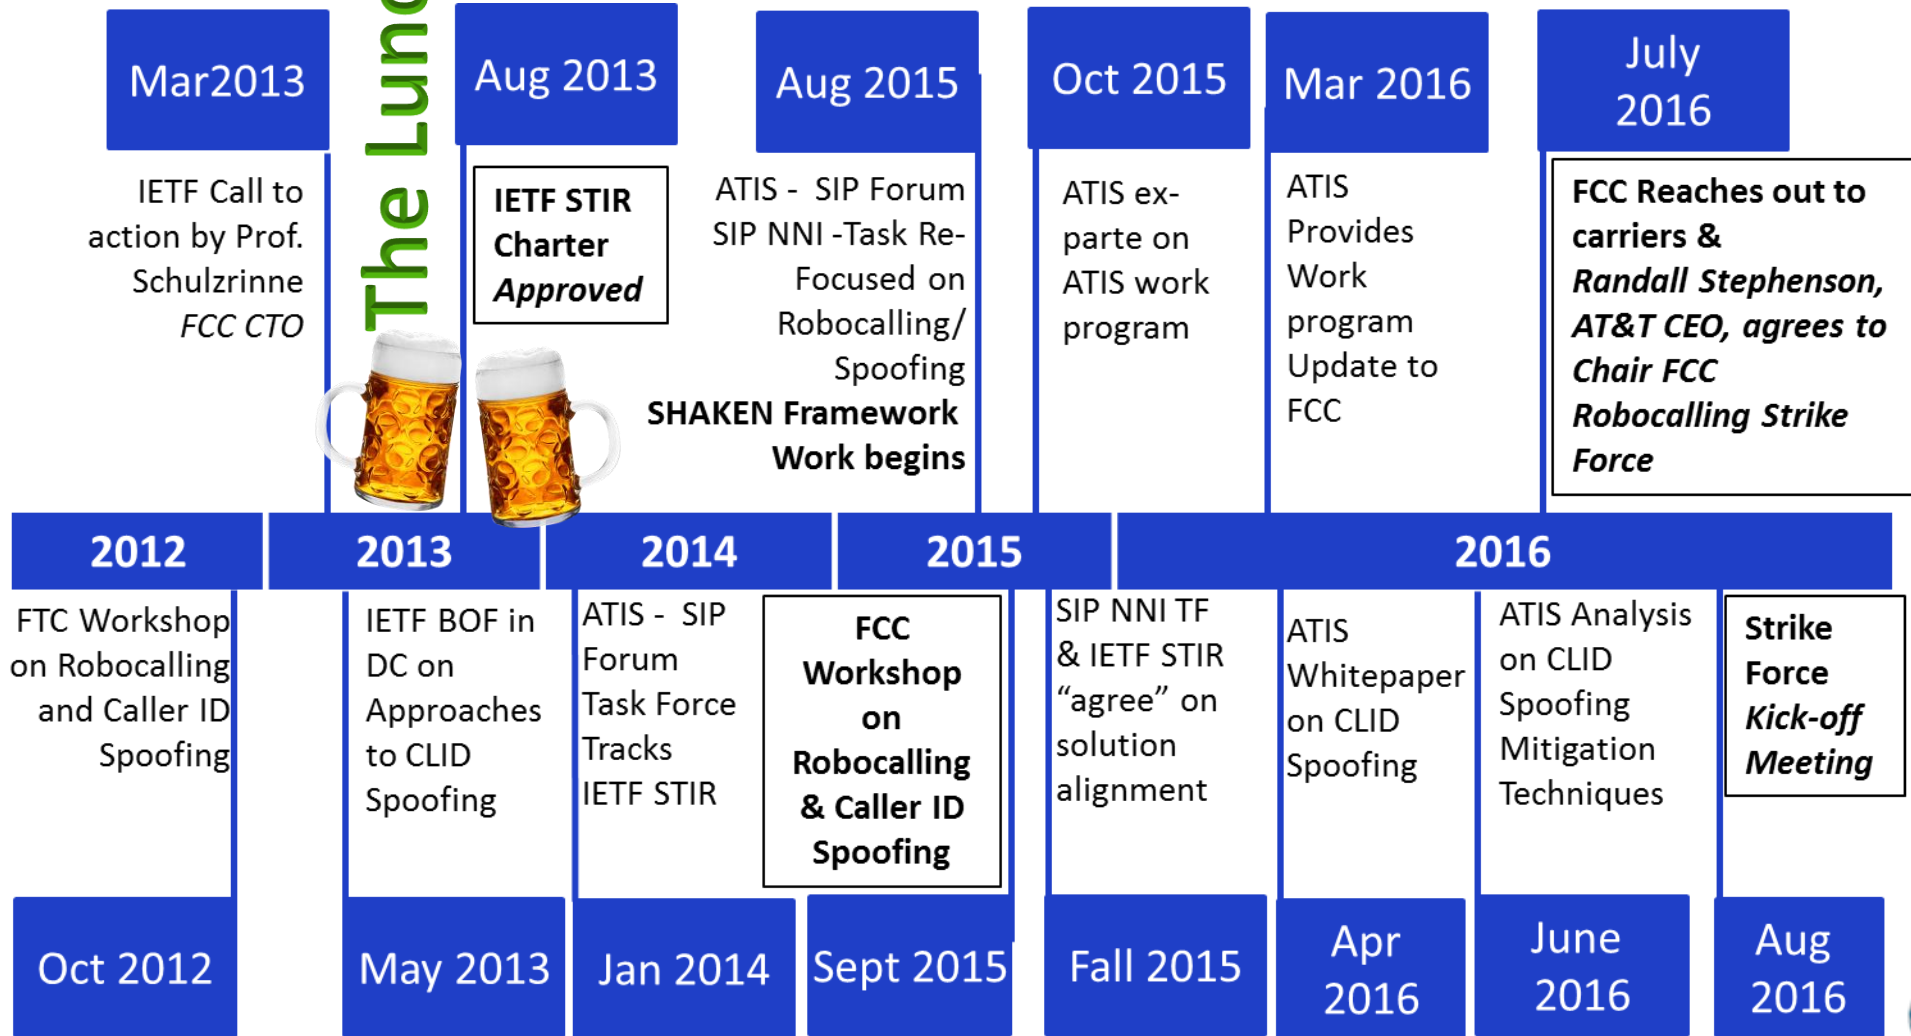 Mar2013
IETF Call to
action by Prof.
Schulzrinne
FCC CTO
The
Aug 2013
IETF STIR
Charter
Approved
Aug 2015
ATIS - SIP Forum
SIP NNI -Task Re-
Focused on
Robocalling/
Spoofing
SHAKEN Framework
Work begins
Oct 2015
ATIS ex-
parte on
ATIS work
program
Mar 2016
ATIS
Provides
Work
program
Update to
FCC
July
2016
FCC Reaches out to
carriers &
Randall Stephenson,
AT&T CEO, agrees to
Chair FCC
Robocalling Strike
Force
2012
2013
2014
2015
2016
FTC Workshop
on Robocalling
and Caller ID
Spoofing
Oct 2012
IETF BOF in
DC on
Approaches
to CLID
Spoofing
May 2013
ATIS - SIP
Forum
Task Force
Tracks
IETF STIR
Jan 2014
FCC
Workshop
on
Robocalling
& Caller ID
Spoofing
Sept 2015
SIP NNI TF
& IETF STIR
“agree” on
solution
alignment
Fall 2015
ATIS
Whitepaper
on CLID
Spoofing
Apr
2016
ATIS Analysis
on CLID
Spoofing
Mitigation
Techniques
June
2016
Strike
Force
Kick-off
Meeting
Aug
2016